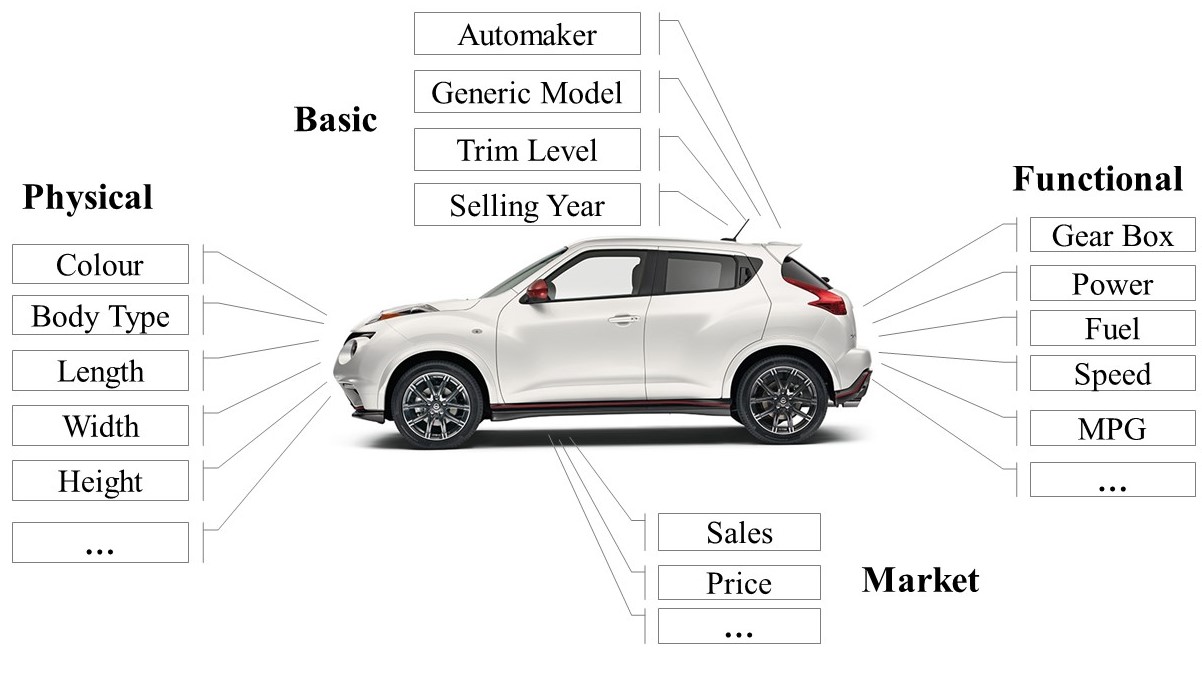 Automaker
Generic Model
Basic
Trim Level
Selling Year
Physical
Colour
Body Type
Length
Width
Height
...
Functional
Gear Box
Power
Fuel
Speed
MPG
...
Sales
Price
Market
...